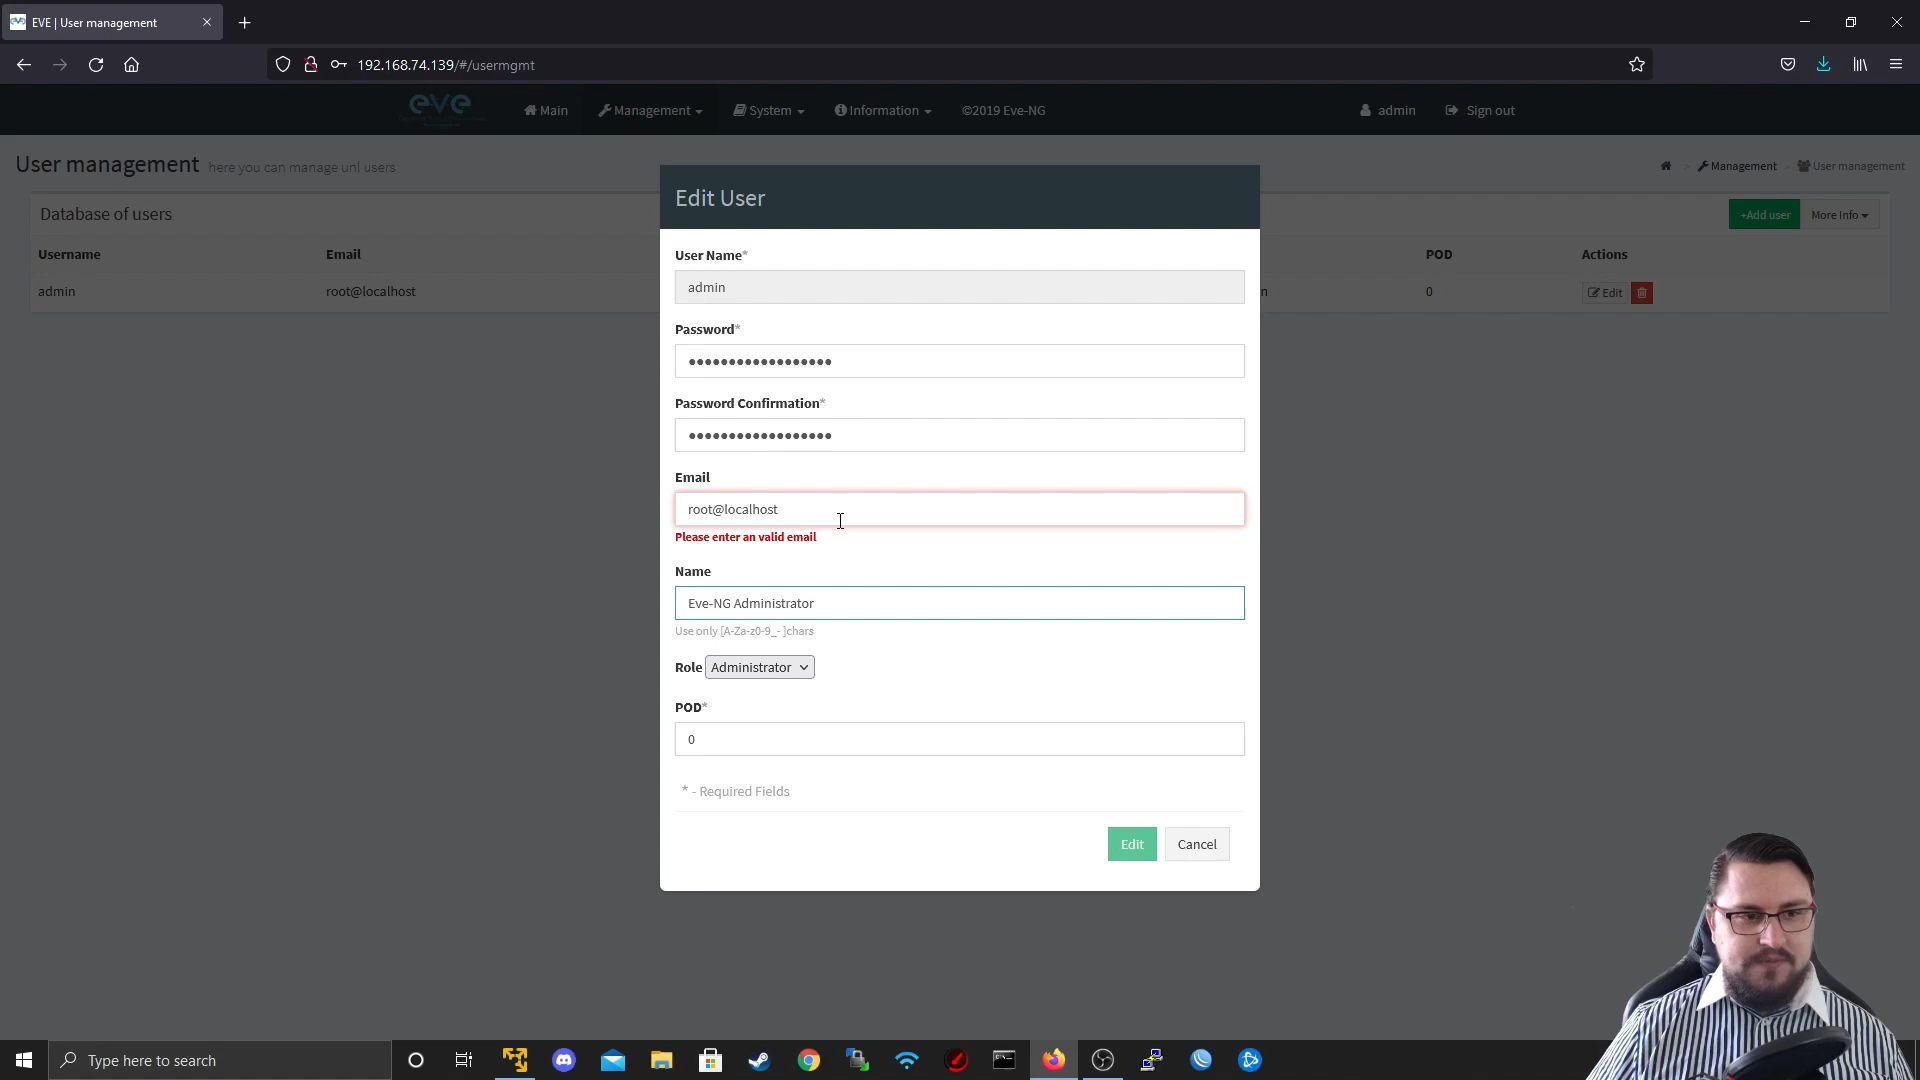 EVE | User management
192.168.74.139/#/usermgmt
eve
Main
Management
System
Information
©2019 Eve-NG
admin
Sign out
User management here you can manage unl users
Management
User management
Database of users
+Add user
More Info
Username
Email
POD
Actions
admin
root@localhost
n
0
Edit
Edit User
User Name*
admin
Password*
••••••••••••••••••
Password Confirmation*
••••••••••••••••••
Email
root@localhost
Please enter an valid email
Name
Eve-NG Administrator
Use only [A-Za-z0-9_- ]chars
Role Administrator
POD*
0
* - Required Fields
Edit
Cancel
Type here to search